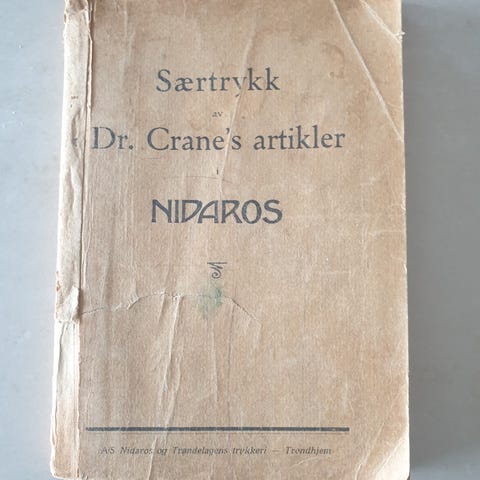 Særtrykk
av
Dr. Crane's artikler
i
NIDAROS
A/S Nidaros og Trøndelagens trykkeri — Trondhjem